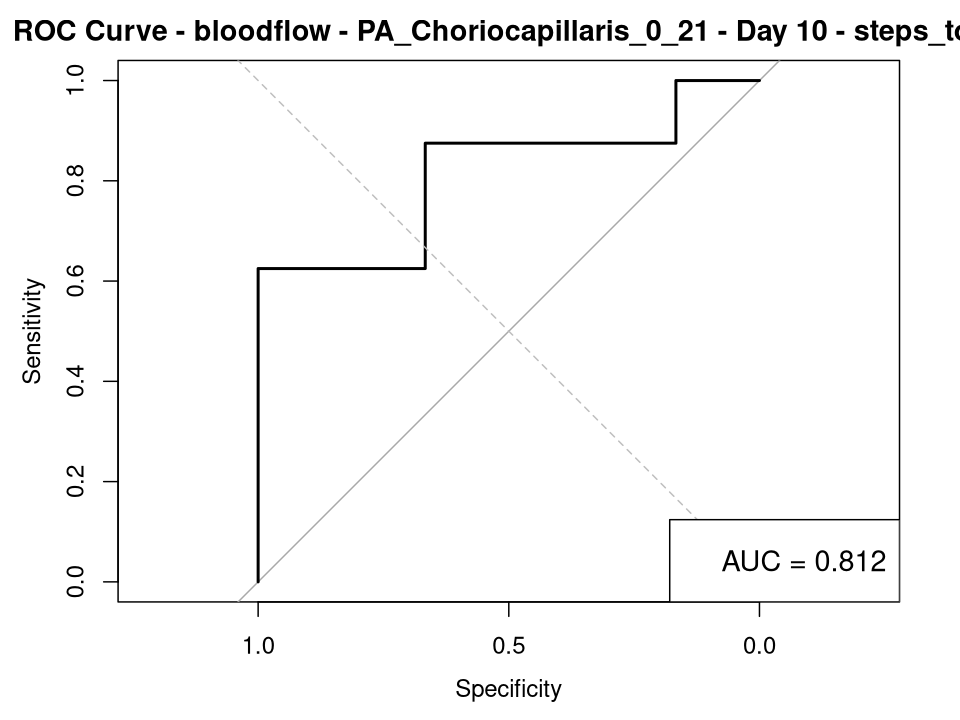 ROC Curve - bloodflow - PA_Choriocapillaris_0_21 - Day 10 - steps_to
Sensitivity
1.0
0.8
0.6
0.4
0.2
0.0
AUC = 0.812
1.0 0.5 0.0
Specificity